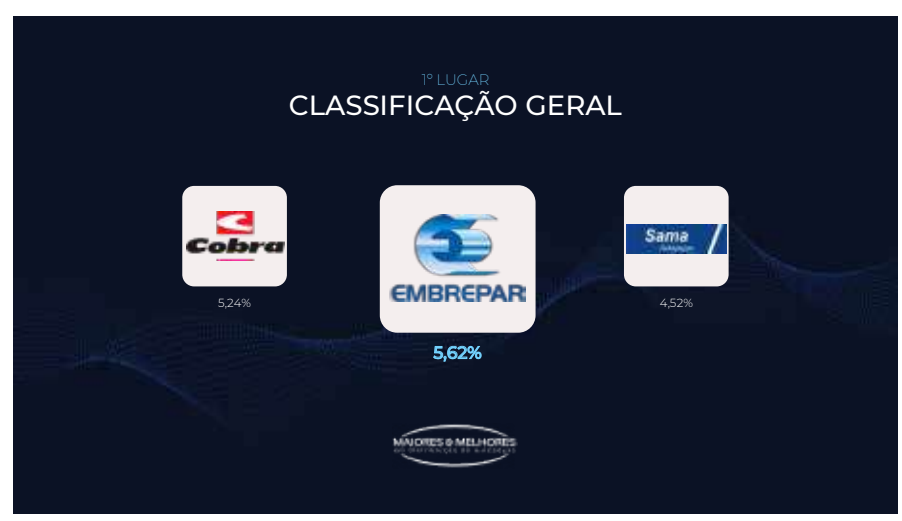 1º LUGAR
CLASSIFICAÇÃO GERAL
Cobra
5,24%
EMBREPAR
5,62%
Sama
4,52%
MAIORES & MELHORES